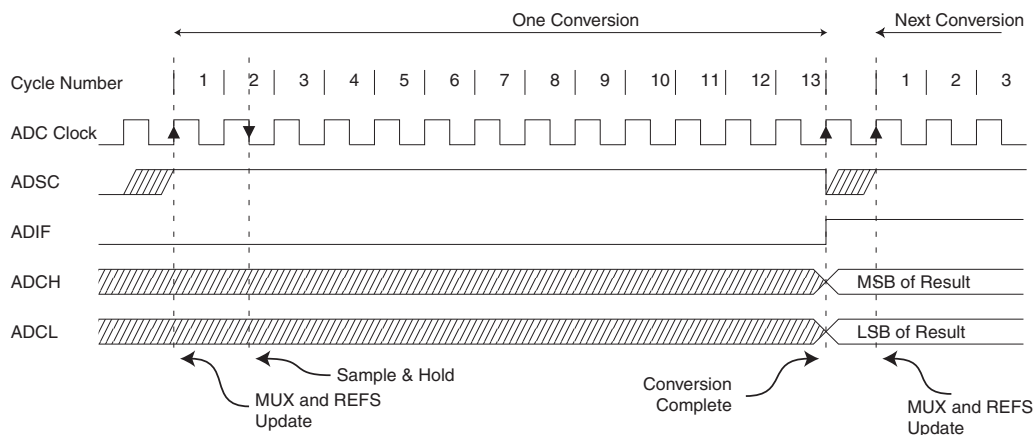 One Conversion
Next Conversion
Cycle Number 1 2 3 4 5 6 7 8 9 10 11 12 13 1 2 3
ADC Clock
ADSC
ADIF
ADCH
MSB of Result
ADCL
LSB of Result
Sample & Hold
MUX and REFS
Update
Conversion
Complete
MUX and REFS
Update